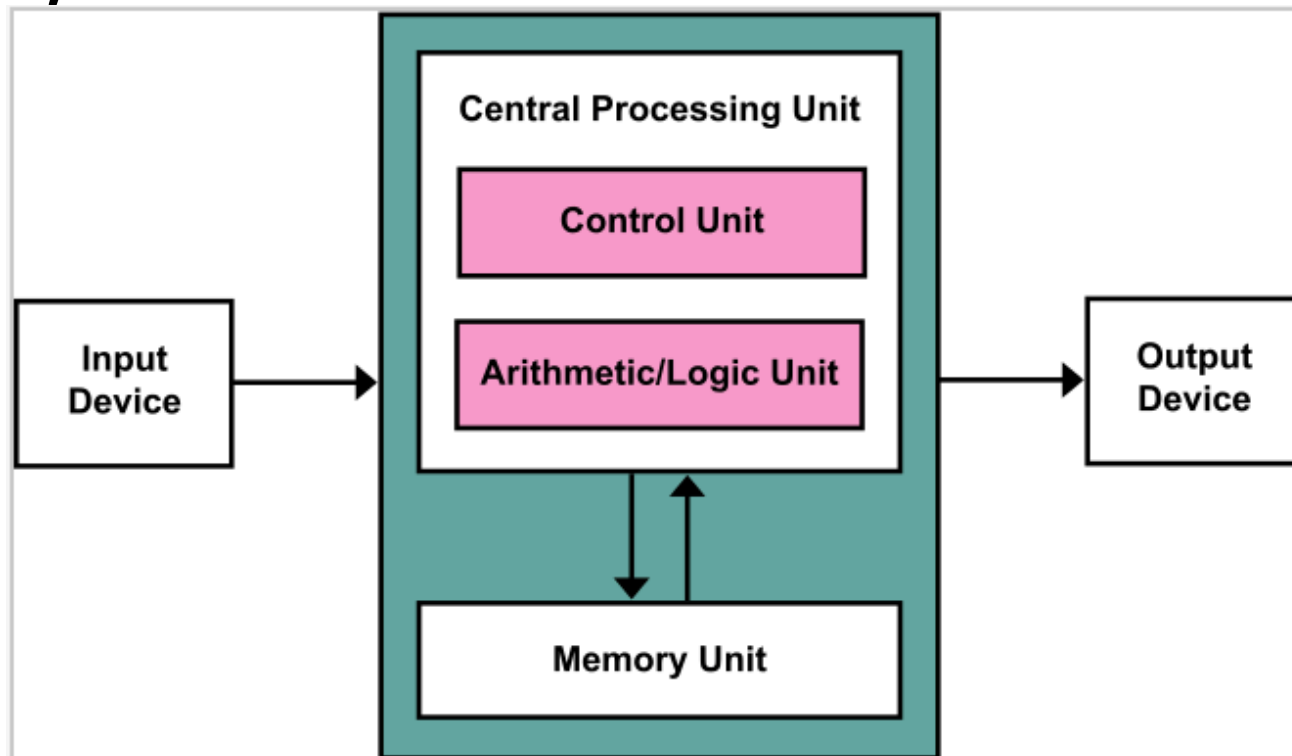 Central Processing Unit
Control Unit
Arithmetic/Logic Unit
Input
Device
Output
Device
Memory Unit